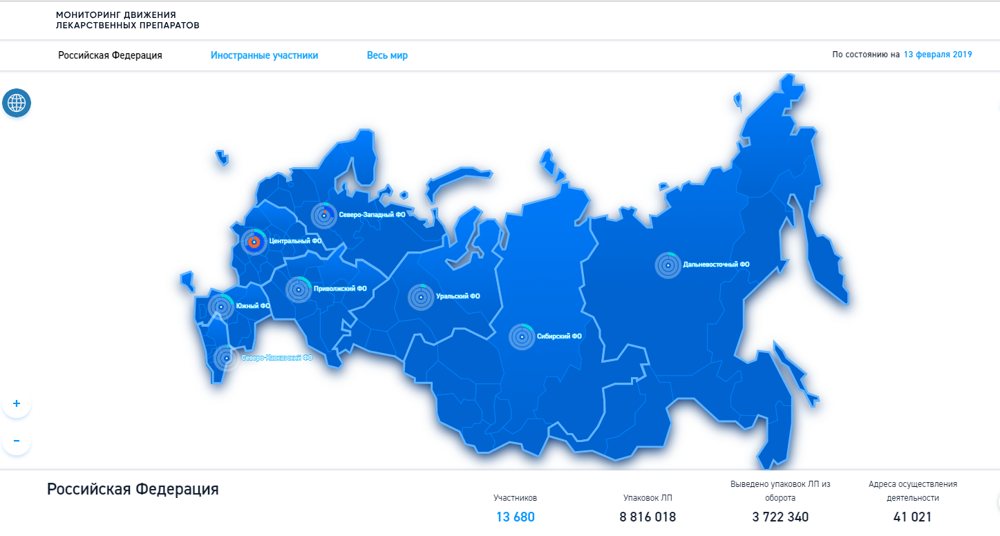 МОНИТОРИНГ ДВИЖЕНИЯ
ЛЕКАРСТВЕННЫХ ПРЕПАРАТОВ
Российская Федерация
Иностранные участники
Весь мир
По состоянию на 13 февраля 2019
Северо-Западный ФО
Центральный ФО
Дальневосточный ФО
Приволжский ФО
Уральский ФО
Южный ФО
Сибирский ФО
Северо-Кавказский ФО
+
−
Российская Федерация
Участников
13 680
Упаковок ЛП
8 816 018
Выведено упаковок ЛП из
оборота
3 722 340
Адреса осуществления
деятельности
41 021